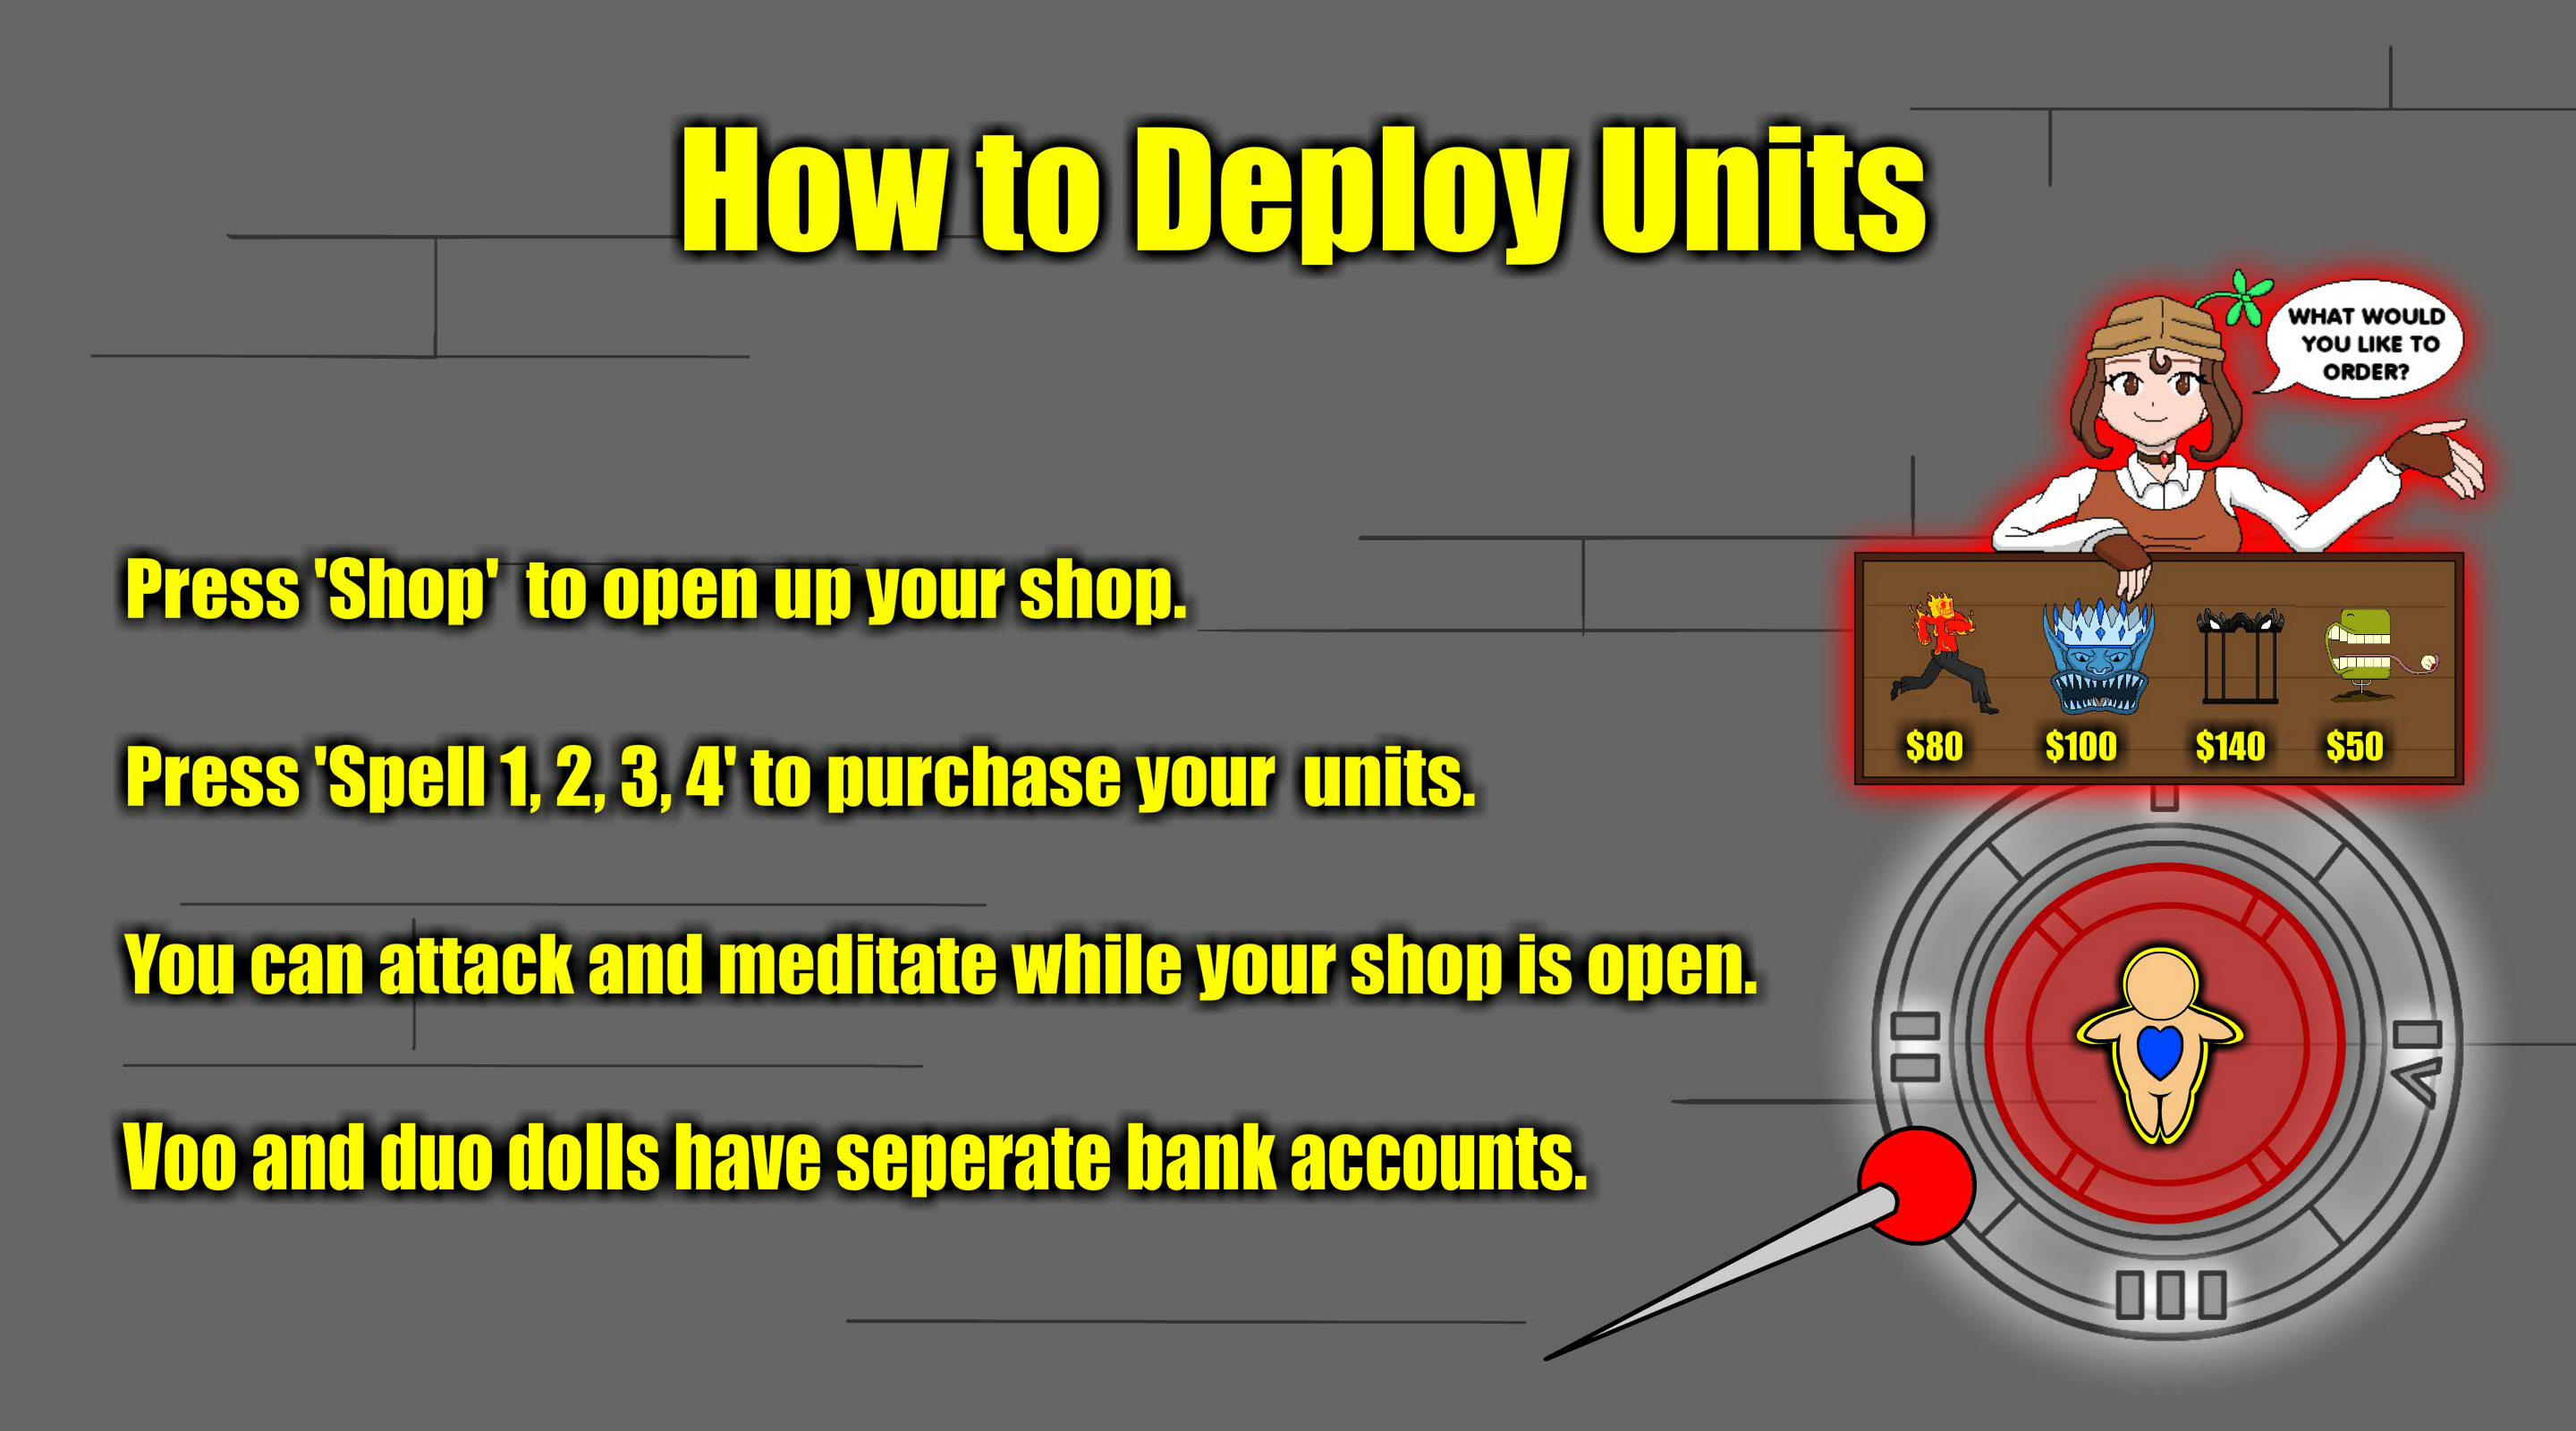 How to Deploy Units
WHAT WOULD
YOU LIKE TO
ORDER?
Press 'Shop'  to open up your shop.
$80 $100 $140 $50
Press 'Spell 1, 2, 3, 4' to purchase your  units.
You can attack and meditate while your shop is open.
Voo and duo dolls have seperate bank accounts.